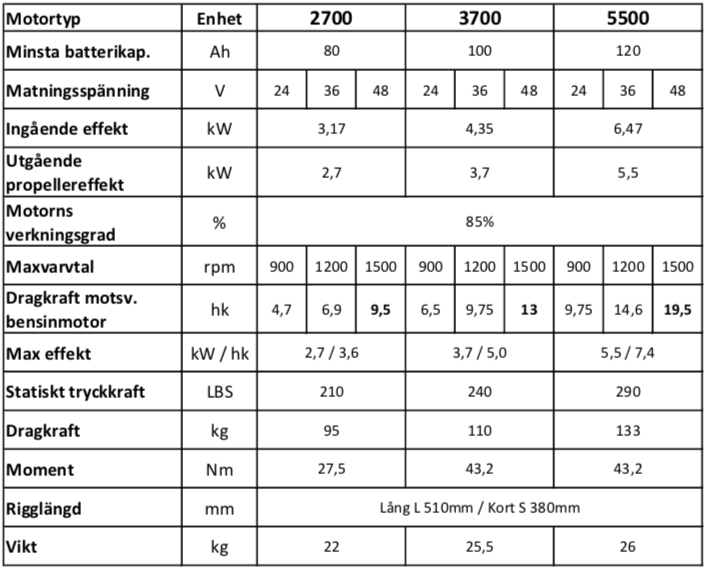 Motortyp Enhet 2700 3700 5500
Minsta batterikap. Ah 80 100 120
Matningsspänning V 24 36 48 24 36 48 24 36 48
Ingående effekt kW 3,17 4,35 6,47
Utgående
propellereffekt kW 2,7 3,7 5,5
Motorns
verkningsgrad % 85%
Maxvarvtal rpm 900 1200 1500 900 1200 1500 900 1200 1500
Dragkraft motsv.
bensinmotor hk 4,7 6,9 9,5 6,5 9,75 13 9,75 14,6 19,5
Max effekt kW / hk 2,7 / 3,6 3,7 / 5,0 5,5 / 7,4
Statiskt tryckkraft LBS 210 240 290
Dragkraft kg 95 110 133
Moment Nm 27,5 43,2 43,2
Rigglängd mm Lång L 510mm / Kort S 380mm
Vikt kg 22 25,5 26